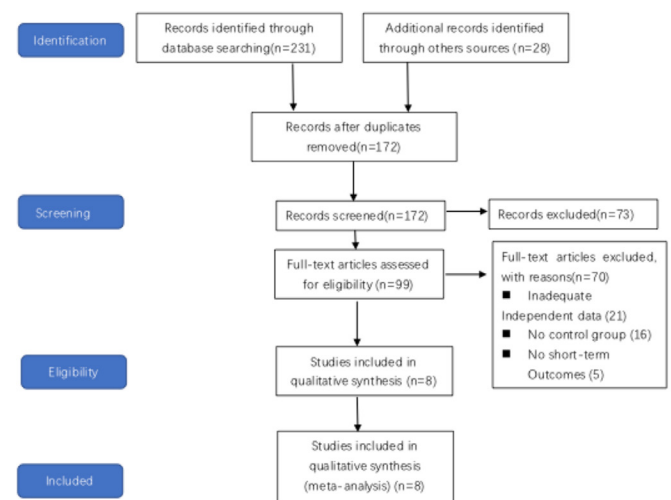 Identification
Records identified through
database searching(n=231)
Additional records identified
through others sources (n=28)
Records after duplicates
removed(n=172)
Screening
Records screened(n=172)
Records excluded(n=73)
Full-text articles assessed
for eligibility (n=99)
Full-text articles excluded,
with reasons(n=70)
■ Inadequate
Independent data (21)
■ No control group (16)
■ No short-term
Outcomes (5)
Eligibility
Studies included in
qualitative synthesis (n=8)
Included
Studies included in
qualitative synthesis
(meta-analysis) (n=8)